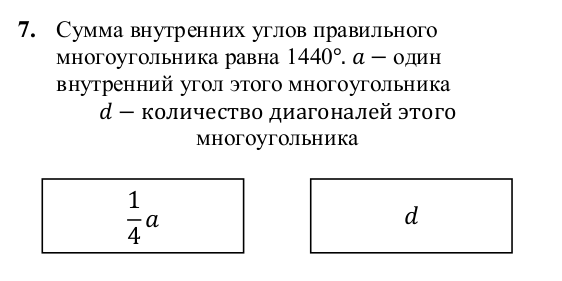 7. Сумма внутренних углов правильного
многоугольника равна 1440°. a − один
внутренний угол этого многоугольника
d − количество диагоналей этого
многоугольника
1/4 a
d